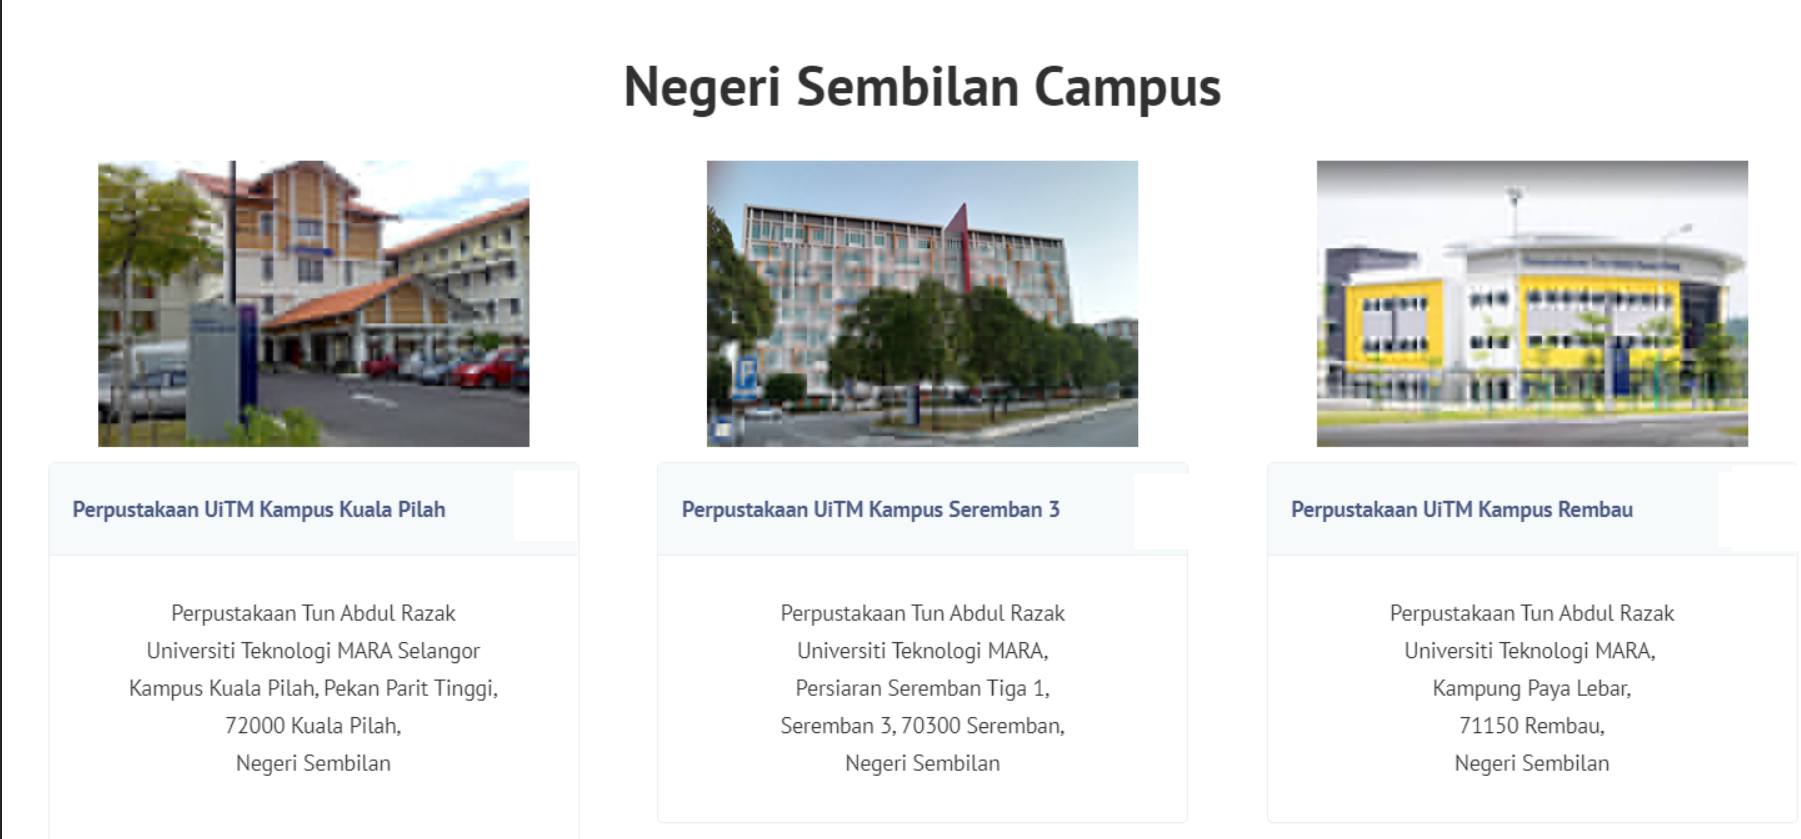 Negeri Sembilan Campus
P
Perpustakaan UiTM Kampus Kuala Pilah
Perpustakaan Tun Abdul Razak
Universiti Teknologi MARA Selangor
Kampus Kuala Pilah, Pekan Parit Tinggi,
72000 Kuala Pilah,
Negeri Sembilan
Perpustakaan UiTM Kampus Seremban 3
Perpustakaan Tun Abdul Razak
Universiti Teknologi MARA,
Persiaran Seremban Tiga 1,
Seremban 3, 70300 Seremban,
Negeri Sembilan
Perpustakaan UiTM Kampus Rembau
Perpustakaan Tun Abdul Razak
Universiti Teknologi MARA,
Kampung Paya Lebar,
71150 Rembau,
Negeri Sembilan